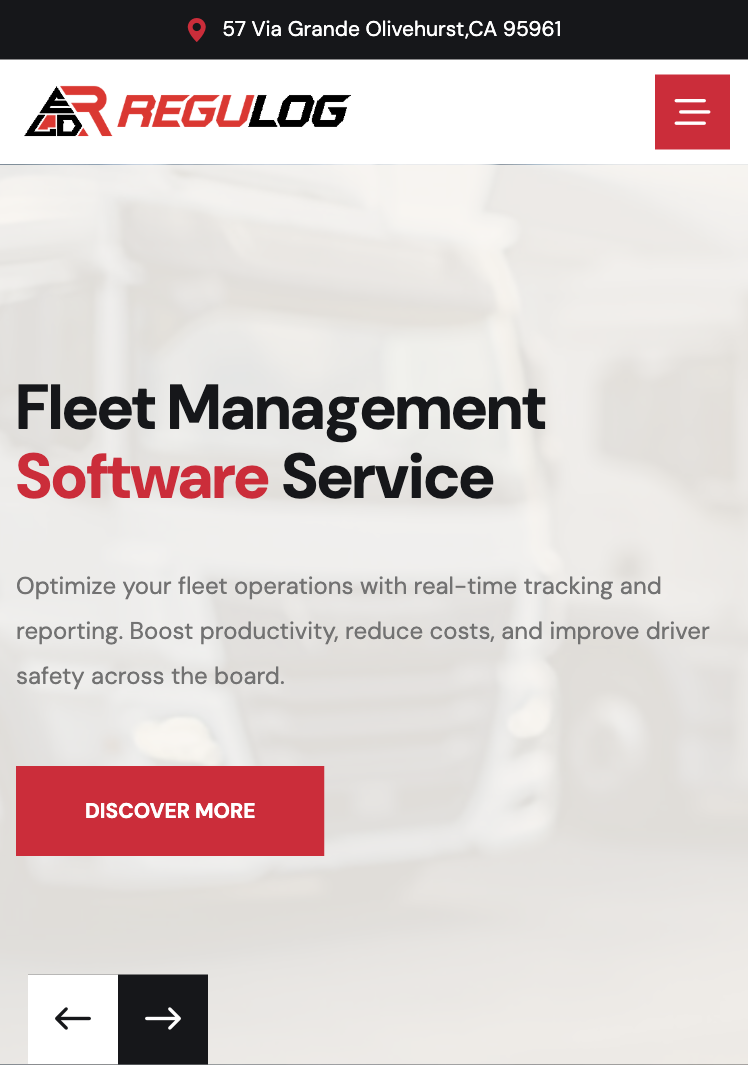 57 Via Grande Olivehurst,CA 95961
REGULOG
Fleet Management
Software Service
Optimize your fleet operations with real-time tracking and
reporting. Boost productivity, reduce costs, and improve driver
safety across the board.
DISCOVER MORE